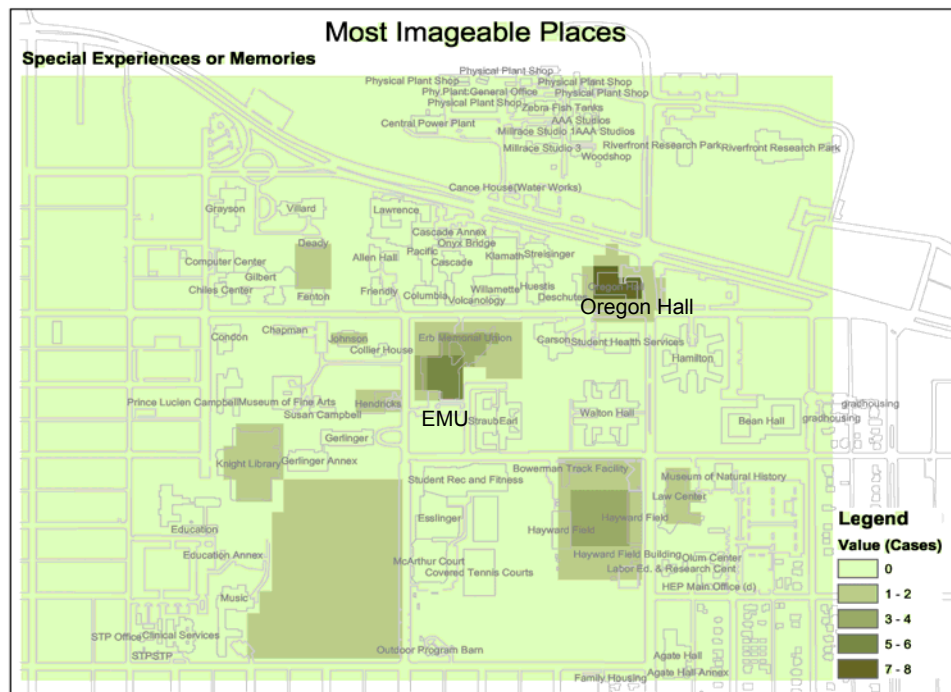 Most Imageable Places
Special Experiences or Memories
Physical Plant Shop
Physical Plant Shop
Physical Plant Shop
Phy.Plant:General Office
Physical Plant Shop
Physical Plant Shop
Zebra Fish Tanks
Central Power Plant
AAA Studios
Millrace Studio 1
AAA Studios
Millrace Studio 3
Riverfront Research Park
Riverfront Research Park
Woodshop
Canoe House(Water Works)
Grayson
Villard
Lawrence
Cascade Annex
Deady
Onyx Bridge
Pacific
Klamath
Streisinger
Computer Center
Allen Hall
Cascade
Gilbert
Huestis
Oregon Hall
Chiles Center
Fenton
Friendly
Columbia
Willamette
Deschutes
Volcanology
Oregon Hall
Condon
Chapman
Johnson
Erb Memorial Union
Carson
Student Health Services
Collier House
Hamilton
Prince Lucien Campbell
Museum of Fine Arts
Hendricks
Susan Campbell
EMU
Straub
Earl
Walton Hall
Bean Hall
gradhousing
gradhousing
Gerlinger
Knight Library
Gerlinger Annex
Bowerman Track Facility
Museum of Natural History
Student Rec and Fitness
Law Center
Education
Esslinger
Hayward Field
Hayward Field
Education Annex
McArthur Court
Hayward Field Building
Olum Center
Covered Tennis Courts
Labor Ed. & Research Cent
HEP Main Office (d)
Music
STP Office
Clinical Services
STP
STP
Outdoor Program Barn
Agate Hall
Agate Hall Annex
Family Housing
Legend
Value (Cases)
0
1 - 2
3 - 4
5 - 6
7 - 8